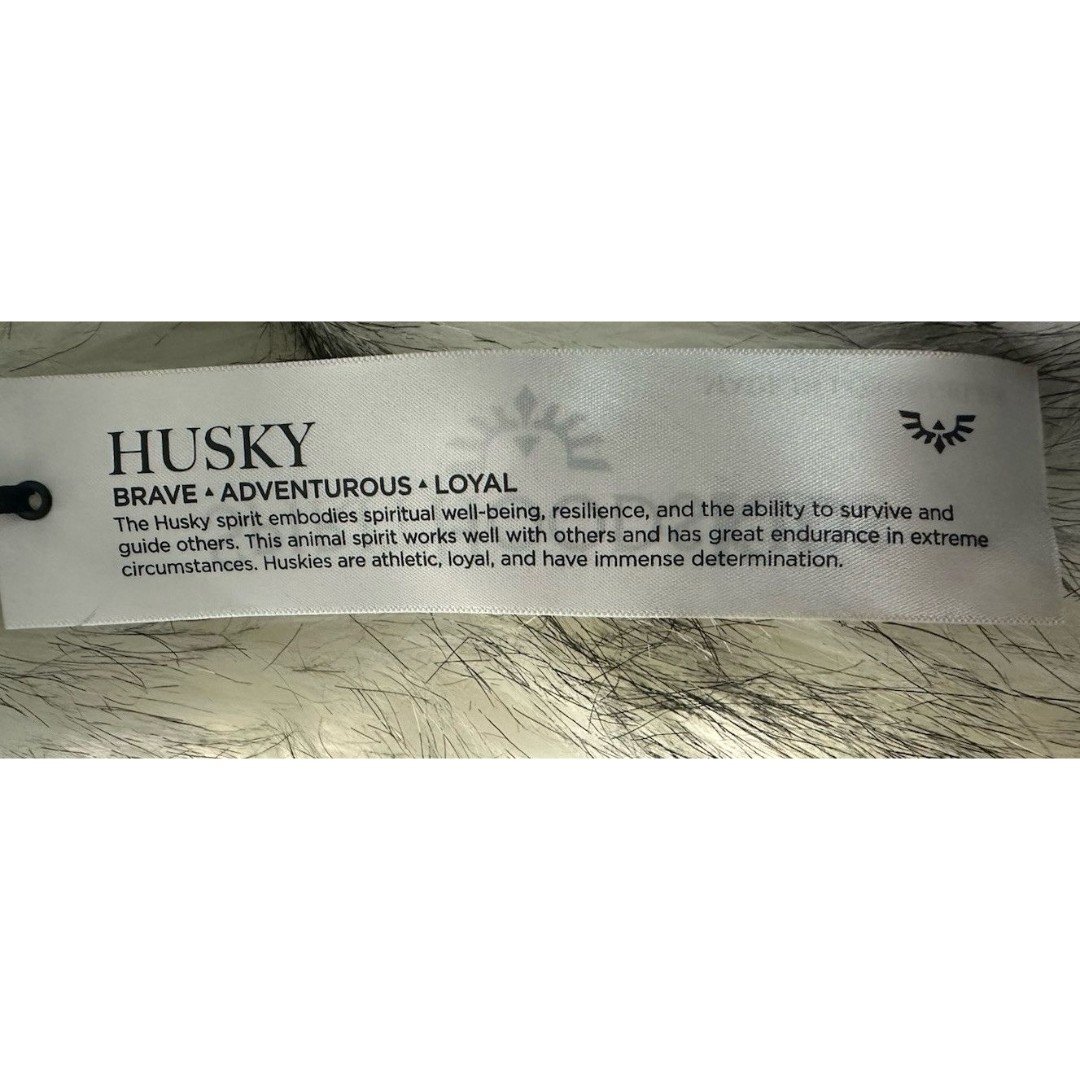 HUSKY
BRAVE ▲ ADVENTUROUS ▲ LOYAL
The Husky spirit embodies spiritual well-being, resilience, and the ability to survive and
guide others. This animal spirit works well with others and has great endurance in extreme
circumstances. Huskies are athletic, loyal, and have immense determination.